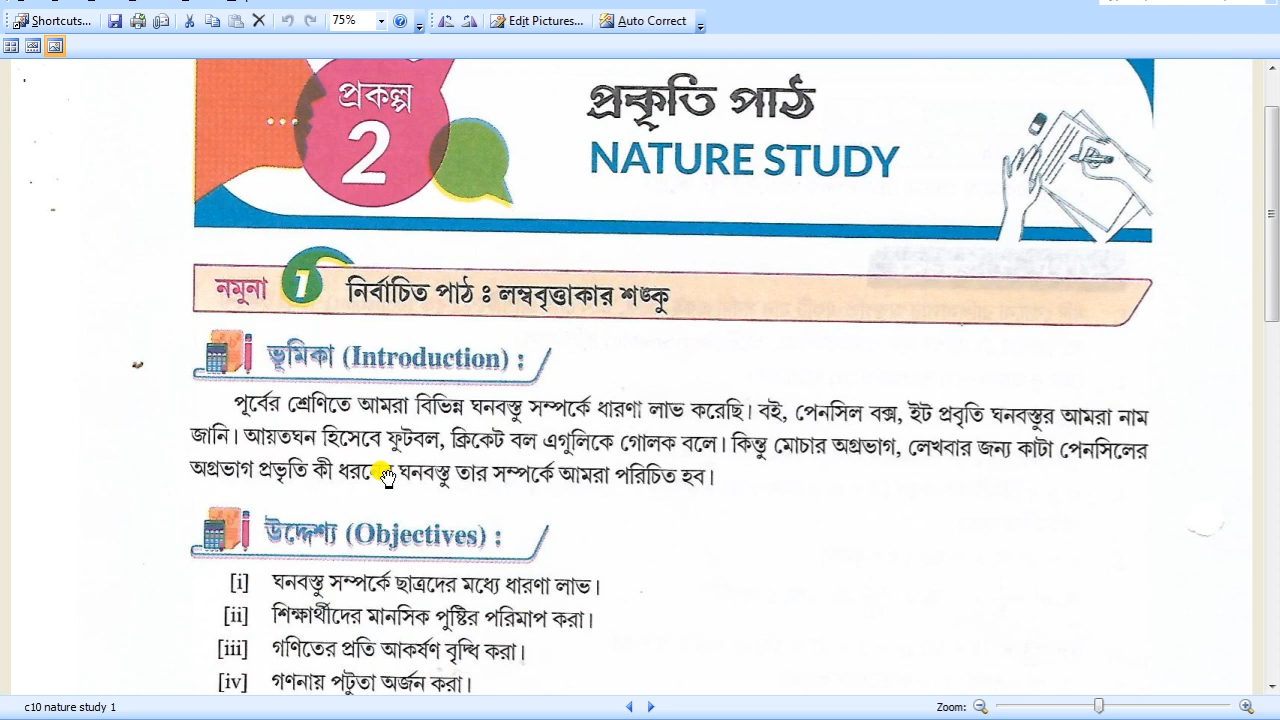 Shortcuts...
75%
Edit Pictures...
Auto Correct
প্রকল্প
2
প্রকৃতি পাঠ
NATURE STUDY
নমুনা 1 নির্বাচিত পাঠ ঃ লম্ববৃত্তাকার শঙ্কু
ভূমিকা (Introduction) :
পূর্বের শ্রেণিতে আমরা বিভিন্ন ঘনবস্তু সম্পর্কে ধারণা লাভ করেছি। বই, পেনসিল বক্স, ইট প্রবৃতি ঘনবস্তুর আমরা নাম
জানি। আয়তঘন হিসেবে ফুটবল, ক্রিকেট বল এগুলিকে গোলক বলে। কিন্তু মোচার অগ্রভাগ, লেখবার জন্য কাটা পেনসিলের
অগ্রভাগ প্রভৃতি কী ঘনবস্তু তার সম্পর্কে আমরা পরিচিত হব।
উদ্দেশ্য (Objectives) :
[i] ঘনবস্তু সম্পর্কে ছাত্রদের মধ্যে ধারণা লাভ।
[ii] শিক্ষার্থীদের মানসিক পুষ্টির পরিমাপ করা।
[iii] গণিতের প্রতি আকর্ষণ বৃদ্ধি করা।
[iv] গণনায় পটুতা অর্জন করা।
c10 nature study 1
Zoom: